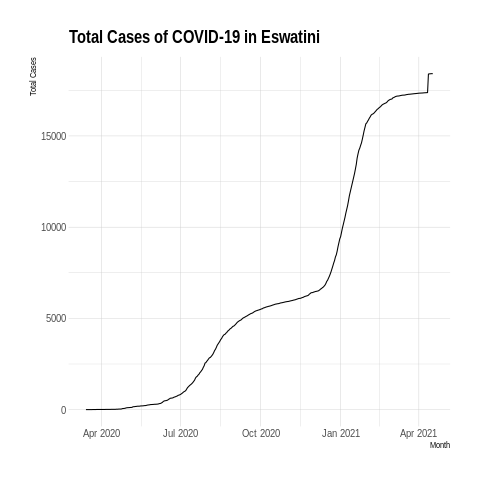 Total Cases of COVID-19 in Eswatini
Total Cases
15000
10000
5000
0
Apr 2020 Jul 2020 Oct 2020 Jan 2021 Apr 2021
Month